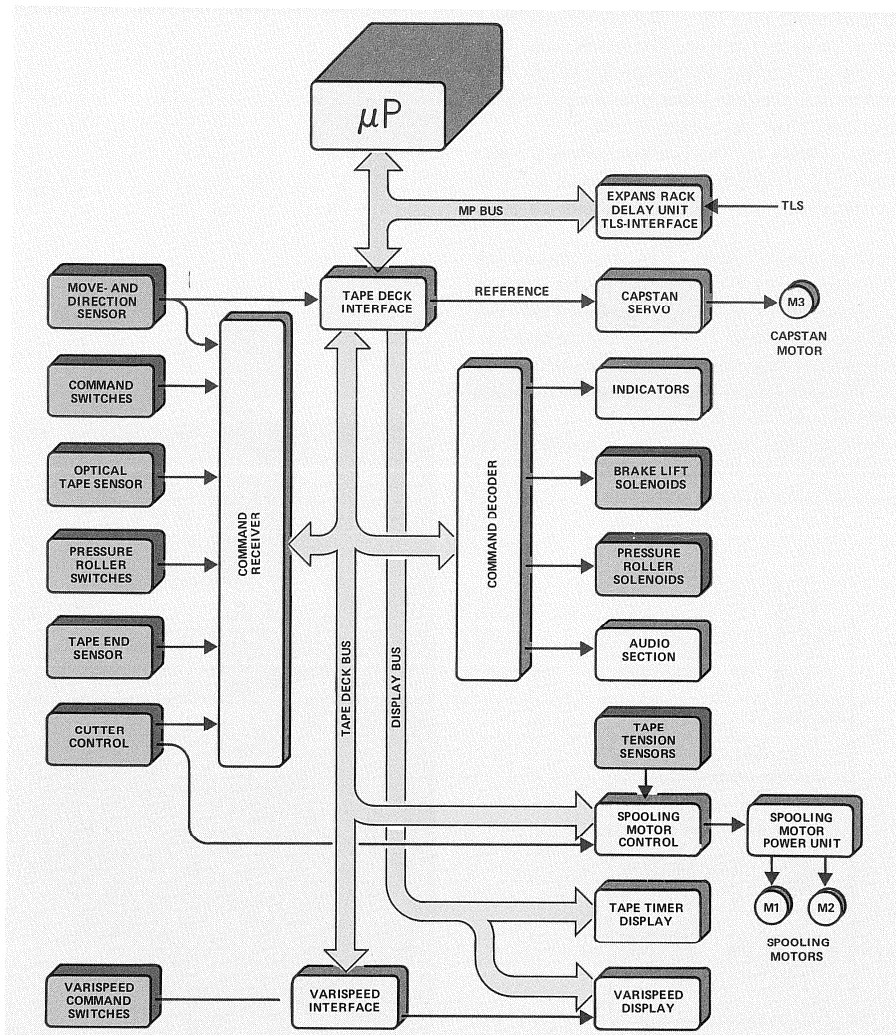 μP
MP BUS
EXPANS RACK
DELAY UNIT
TLS-INTERFACE
TLS
MOVE- AND
DIRECTION
SENSOR
TAPE DECK
INTERFACE
REFERENCE
CAPSTAN
SERVO
M3
CAPSTAN
MOTOR
COMMAND
SWITCHES
INDICATORS
OPTICAL
TAPE SENSOR
BRAKE LIFT
SOLENOIDS
COMMAND
RECEIVER
COMMAND DECODER
PRESSURE
ROLLER
SWITCHES
PRESSURE
ROLLER
SOLENOIDS
TAPE END
SENSOR
TAPE DECK BUS
DISPLAY BUS
AUDIO
SECTION
CUTTER
CONTROL
TAPE
TENSION
SENSORS
SPOOLING
MOTOR
CONTROL
SPOOLING
MOTOR
POWER UNIT
M1
M2
SPOOLING
MOTORS
TAPE TIMER
DISPLAY
VARISPEED
COMMAND
SWITCHES
VARISPEED
INTERFACE
VARISPEED
DISPLAY